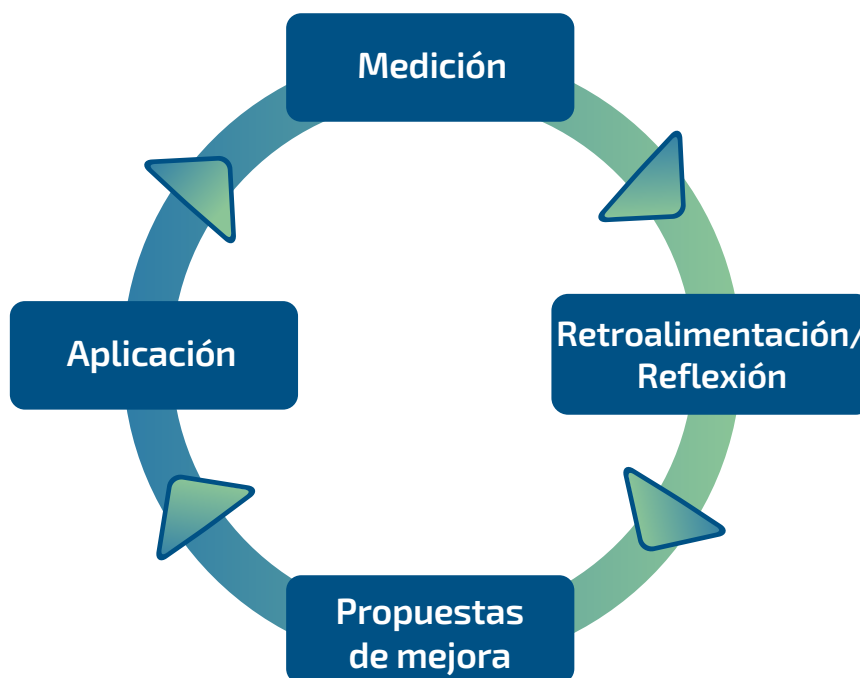 Medición
Aplicación
Retroalimentación/
Reflexión
Propuestas
de mejora